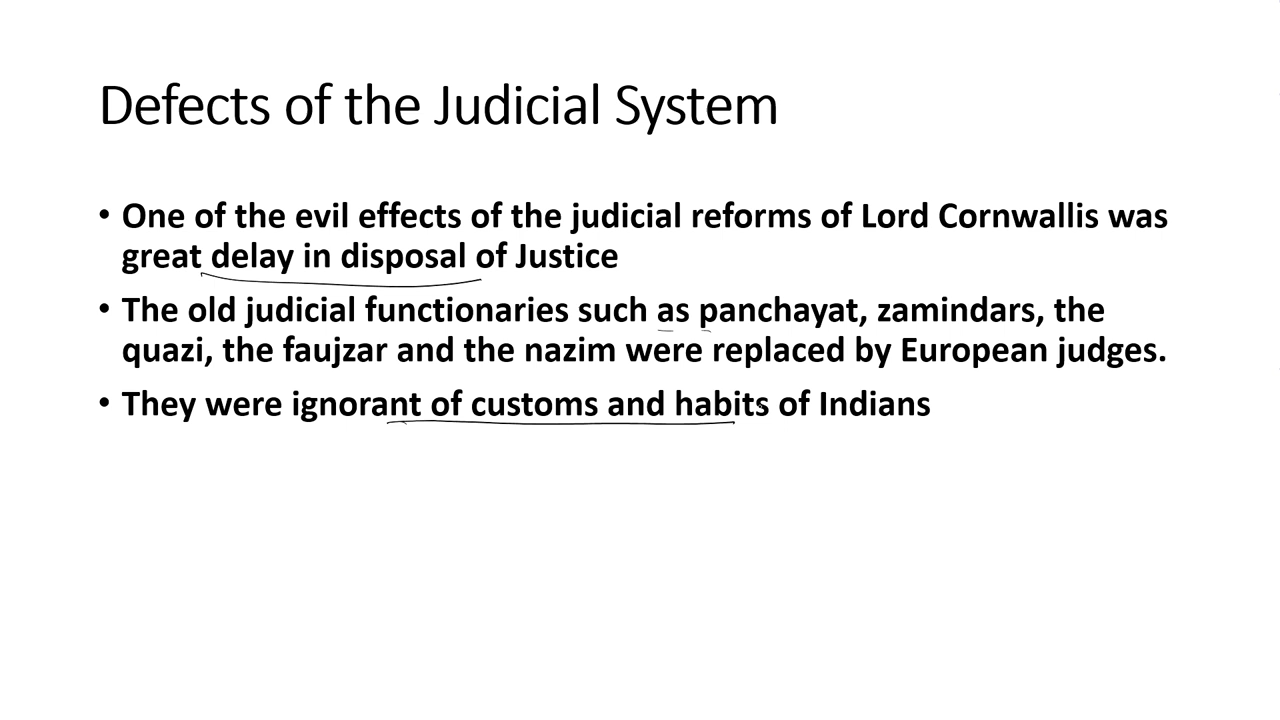 Defects of the Judicial System
• One of the evil effects of the judicial reforms of Lord Cornwallis was
great delay in disposal of Justice
• The old judicial functionaries such as panchayat, zamindars, the
quazi, the faujzar and the nazim were replaced by European judges.
• They were ignorant of customs and habits of Indians